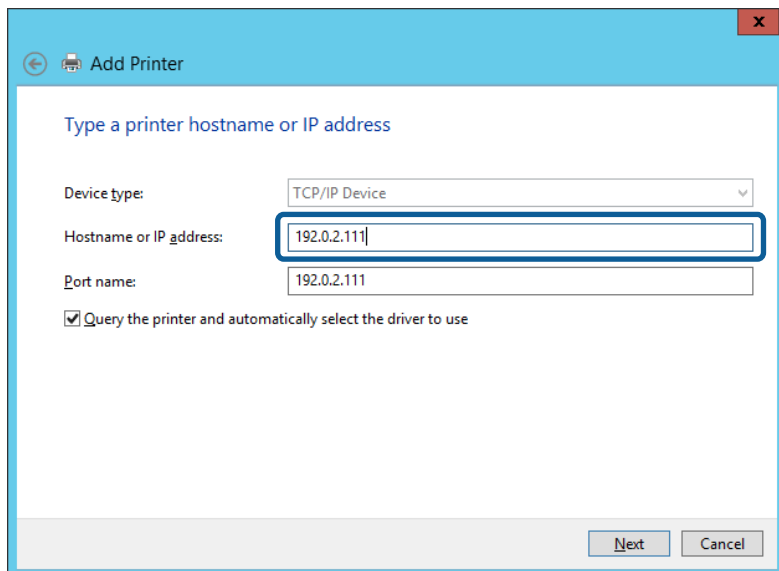 x
Add Printer
Type a printer hostname or IP address
Device type: TCP/IP Device
Hostname or IP address: 192.0.2.111
Port name: 192.0.2.111
Query the printer and automatically select the driver to use
Next Cancel